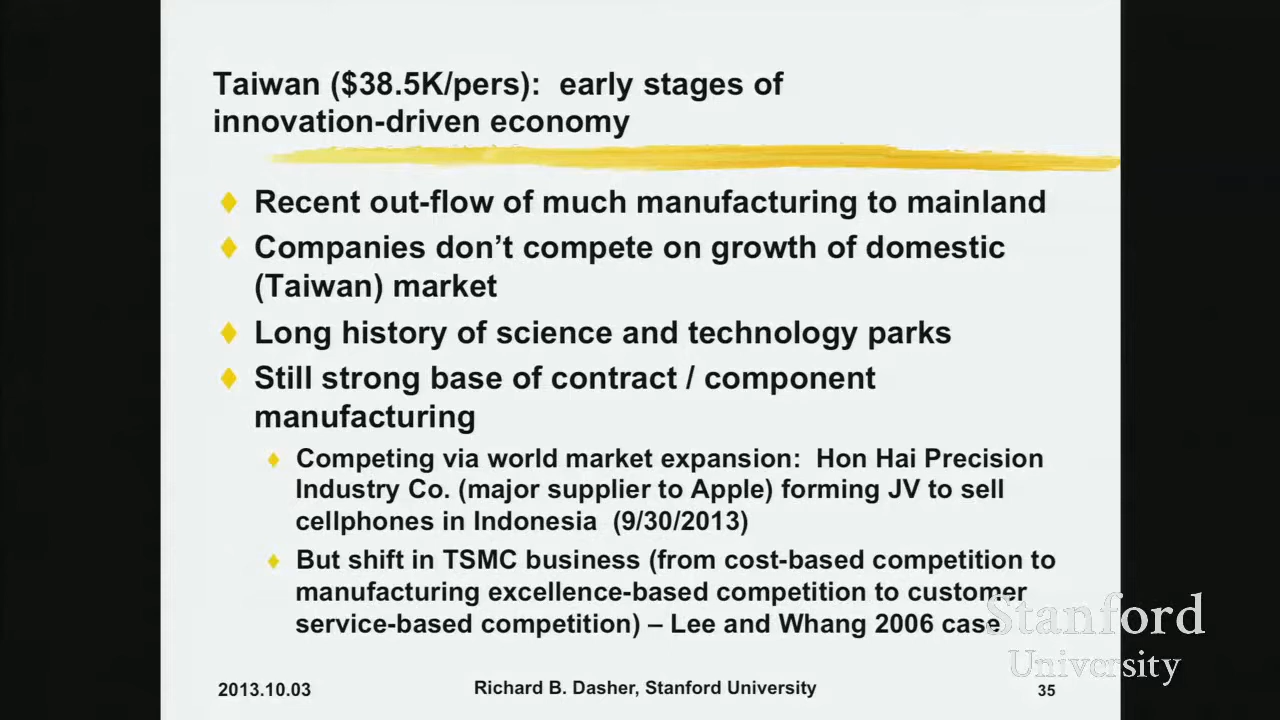 Taiwan ($38.5K/pers):  early stages of
innovation-driven economy
Recent out-flow of much manufacturing to mainland
Companies don’t compete on growth of domestic
(Taiwan) market
Long history of science and technology parks
Still strong base of contract / component
manufacturing
Competing via world market expansion:  Hon Hai Precision
Industry Co. (major supplier to Apple) forming JV to sell
cellphones in Indonesia  (9/30/2013)
But shift in TSMC business (from cost-based competition to
manufacturing excellence-based competition to customer
service-based competition) – Lee and Whang 2006 case
Stanford
University
2013.10.03
Richard B. Dasher, Stanford University
35